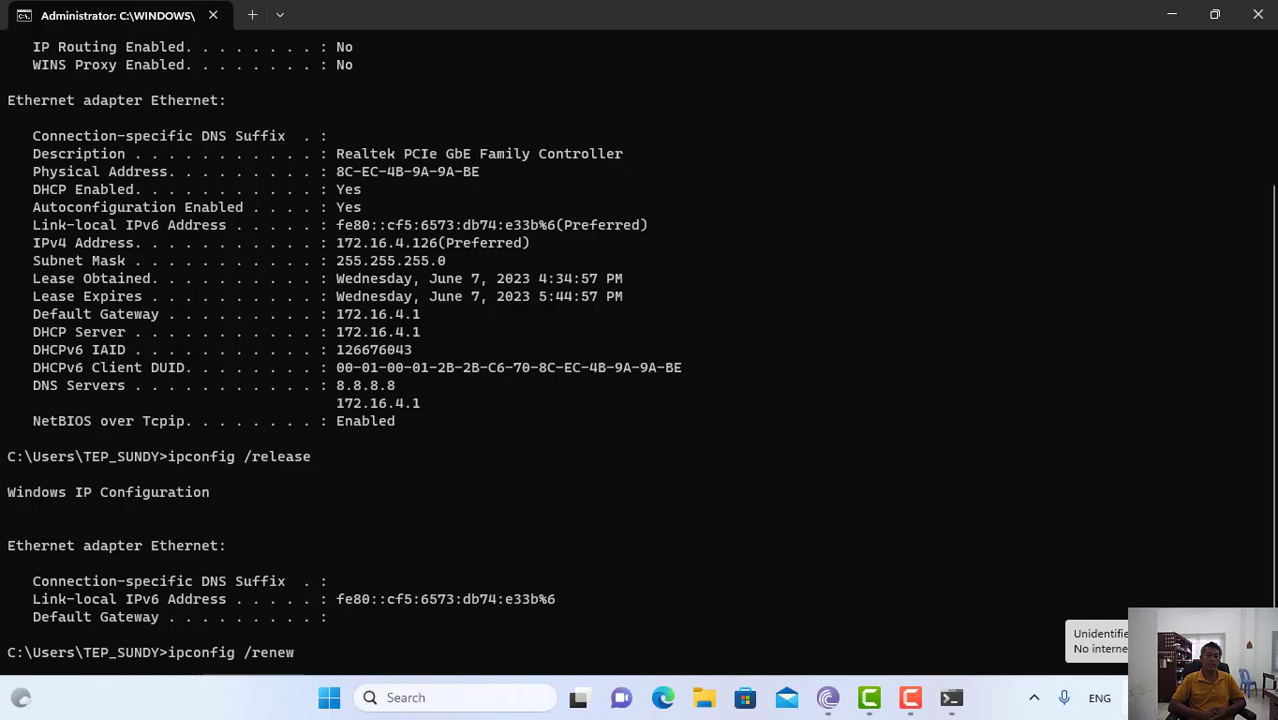 Administrator: C:\WINDOWS\
IP Routing Enabled. . . . . . . . : No
WINS Proxy Enabled. . . . . . . . : No
Ethernet adapter Ethernet:
Connection-specific DNS Suffix  . :
Description . . . . . . . . . . . : Realtek PCIe GbE Family Controller
Physical Address. . . . . . . . . : 8C-EC-4B-9A-9A-BE
DHCP Enabled. . . . . . . . . . . : Yes
Autoconfiguration Enabled . . . . : Yes
Link-local IPv6 Address . . . . . : fe80::cf5:6573:db74:e33b%6(Preferred)
IPv4 Address. . . . . . . . . . . : 172.16.4.126(Preferred)
Subnet Mask . . . . . . . . . . . : 255.255.255.0
Lease Obtained. . . . . . . . . . : Wednesday, June 7, 2023 4:34:57 PM
Lease Expires . . . . . . . . . . : Wednesday, June 7, 2023 5:44:57 PM
Default Gateway . . . . . . . . . : 172.16.4.1
DHCP Server . . . . . . . . . . . : 172.16.4.1
DHCPv6 IAID . . . . . . . . . . . : 126676043
DHCPv6 Client DUID. . . . . . . . : 00-01-00-01-2B-2B-C6-70-8C-EC-4B-9A-9A-BE
DNS Servers . . . . . . . . . . . : 8.8.8.8
172.16.4.1
NetBIOS over Tcpip. . . . . . . . : Enabled
C:\Users\TEP_SUNDY>ipconfig /release
Windows IP Configuration
Ethernet adapter Ethernet:
Connection-specific DNS Suffix  . :
Link-local IPv6 Address . . . . . : fe80::cf5:6573:db74:e33b%6
Default Gateway . . . . . . . . . :
C:\Users\TEP_SUNDY>ipconfig /renew
Unidentifie
No interne
Search
ENG